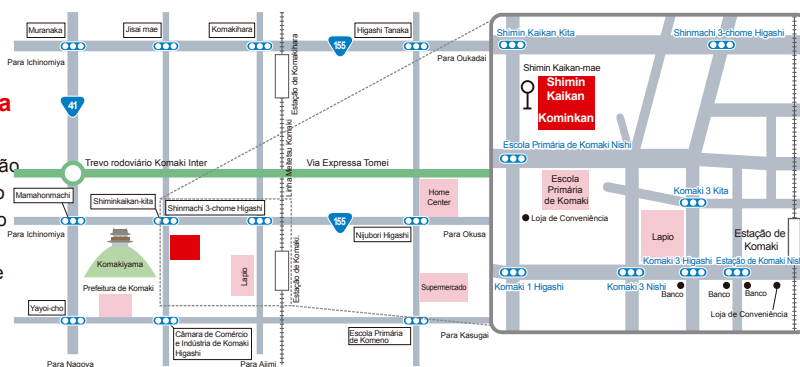 Muranaka
Jisai mae
Komakihara
Higashi Tanaka
155
Para Ichinomiya
Para Oukadai
Estação de Komakihara
41
a
ão
o
o
e
Trevo rodoviário Komaki Inter
Via Expressa Tomei
Linha Meitetsu Komaki
Mamahonmachi
Shiminkaikan-kita
Shinmachi 3-chome Higashi
Home
Center
155
Para Ichinomiya
Nijubori Higashi
Para Okusa
Komakiyama
Lapio
Estação de Komaki.
Prefeitura de Komaki
Supermercado
Yayoi-cho
Câmara de Comércio
e Indústria de Komaki
Higashi
Escola Primária
de Komeno
Para Kasugai
Para Nagoya
Para Ajimi
Shimin Kaikan Kita
Shinmachi 3-chome Higashi
Shimin Kaikan-mae
Shimin
Kaikan
Kominkan
Escola Primária de Komaki Nishi
Escola
Primária
de Komaki
Komaki 3 Kita
Loja de Conveniência
Lapio
Estação de
Komaki
Komaki 3 Higashi
Estação de Komaki Nish
Komaki 1 Higashi
Komaki 3 Nishi
Banco
Banco
Banco
Loja de Conveniência